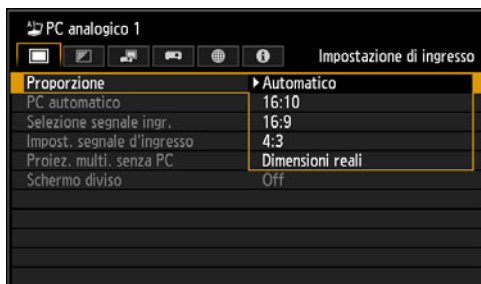 PC analogico 1
Impostazione di ingresso
Proporzione Automatico
PC automatico 16:10
Selezione segnale ingr. 16:9
Impost. segnale d'ingresso 4:3
Proiez. multi. senza PC Dimensioni reali
Schermo diviso Off